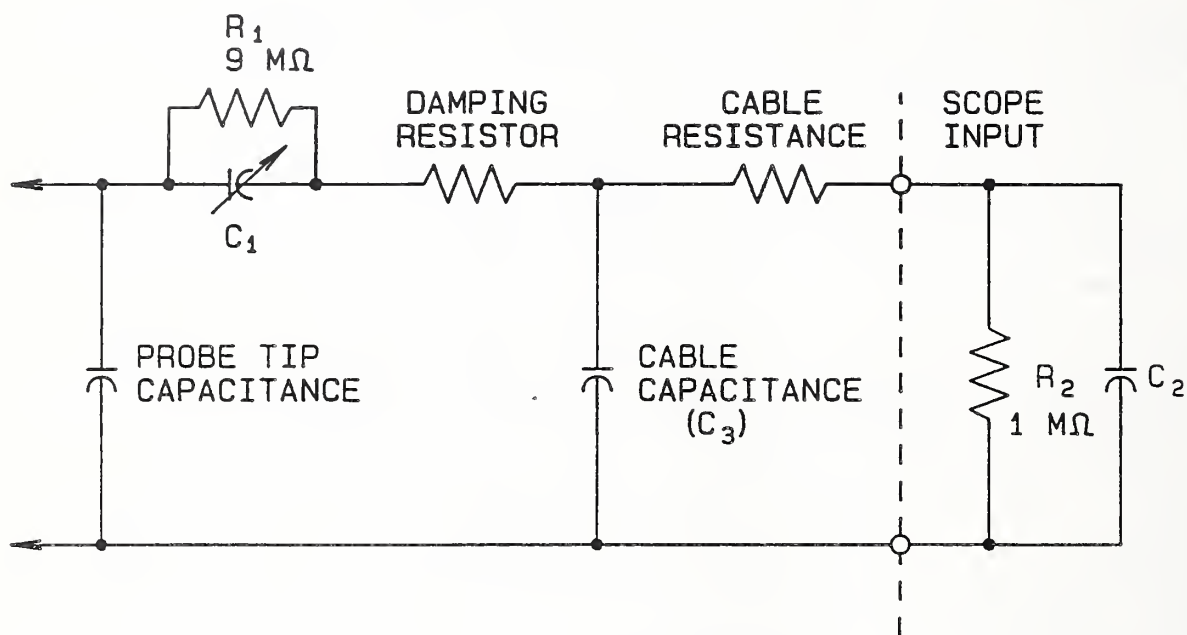 R₁
9 MΩ
DAMPING
RESISTOR
CABLE
RESISTANCE
SCOPE
INPUT
C₁
PROBE TIP
CAPACITANCE
CABLE
CAPACITANCE
(C₃)
R₂
1 MΩ
C₂